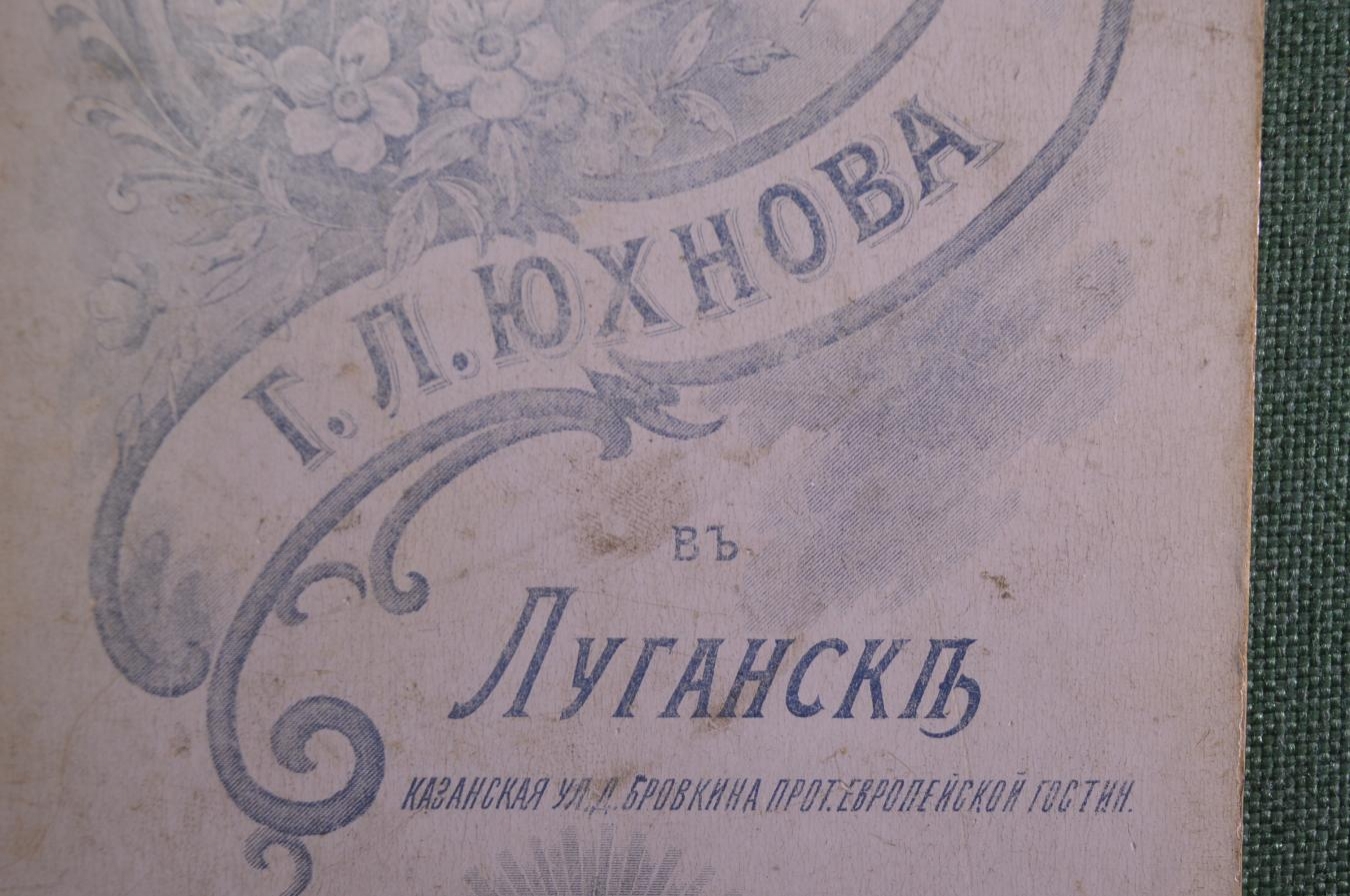 Г. Л. ЮХНОВА
ВЪ
ЛУГАНСКѢ
КАЗАНСКАЯ УЛ. Д. БРОВКИНА ПРОТ. ЕВРОПЕЙСКОЙ ГОСТИН.